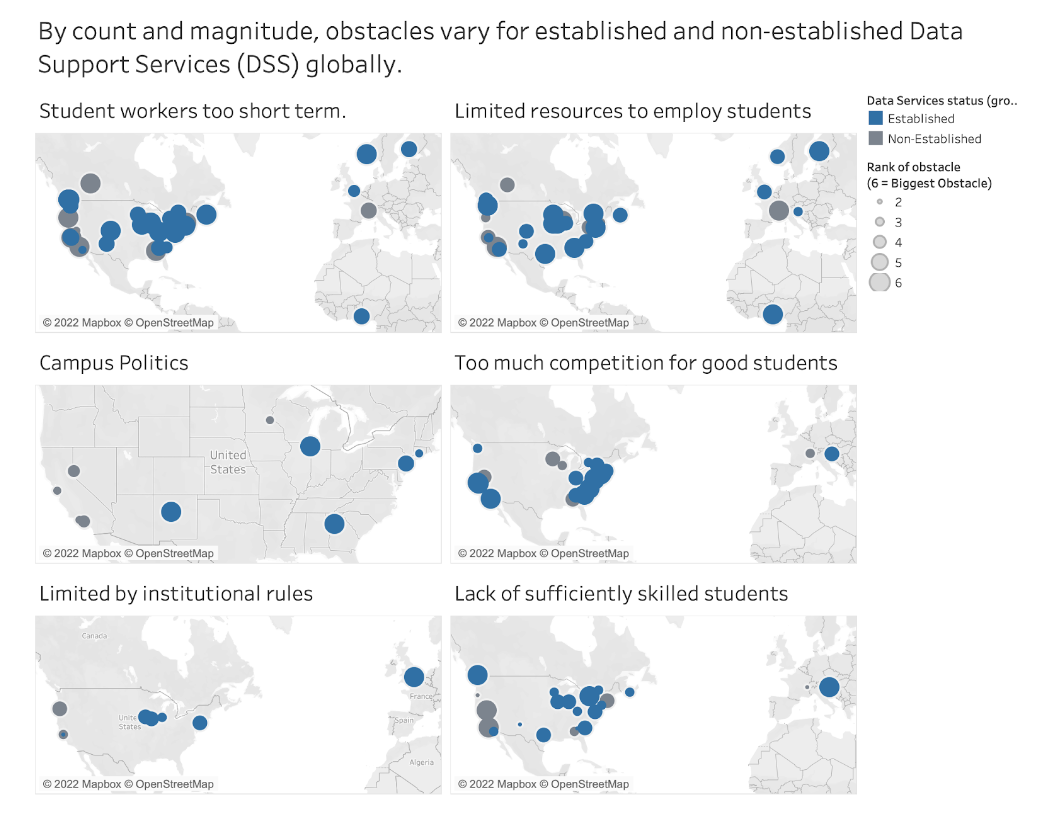 By count and magnitude, obstacles vary for established and non-established Data
Support Services (DSS) globally.
Student workers too short term.
Limited resources to employ students
Data Services status (gro..
Established
Non-Established
Rank of obstacle
(6 = Biggest Obstacle)
2
3
4
5
6
© 2022 Mapbox © OpenStreetMap
© 2022 Mapbox © OpenStreetMap
Campus Politics
Too much competition for good students
United
States
© 2022 Mapbox © OpenStreetMap
© 2022 Mapbox © OpenStreetMap
Limited by institutional rules
Lack of sufficiently skilled students
Canada
France
United
States
Spain
Algeria
© 2022 Mapbox © OpenStreetMap
© 2022 Mapbox © OpenStreetMap